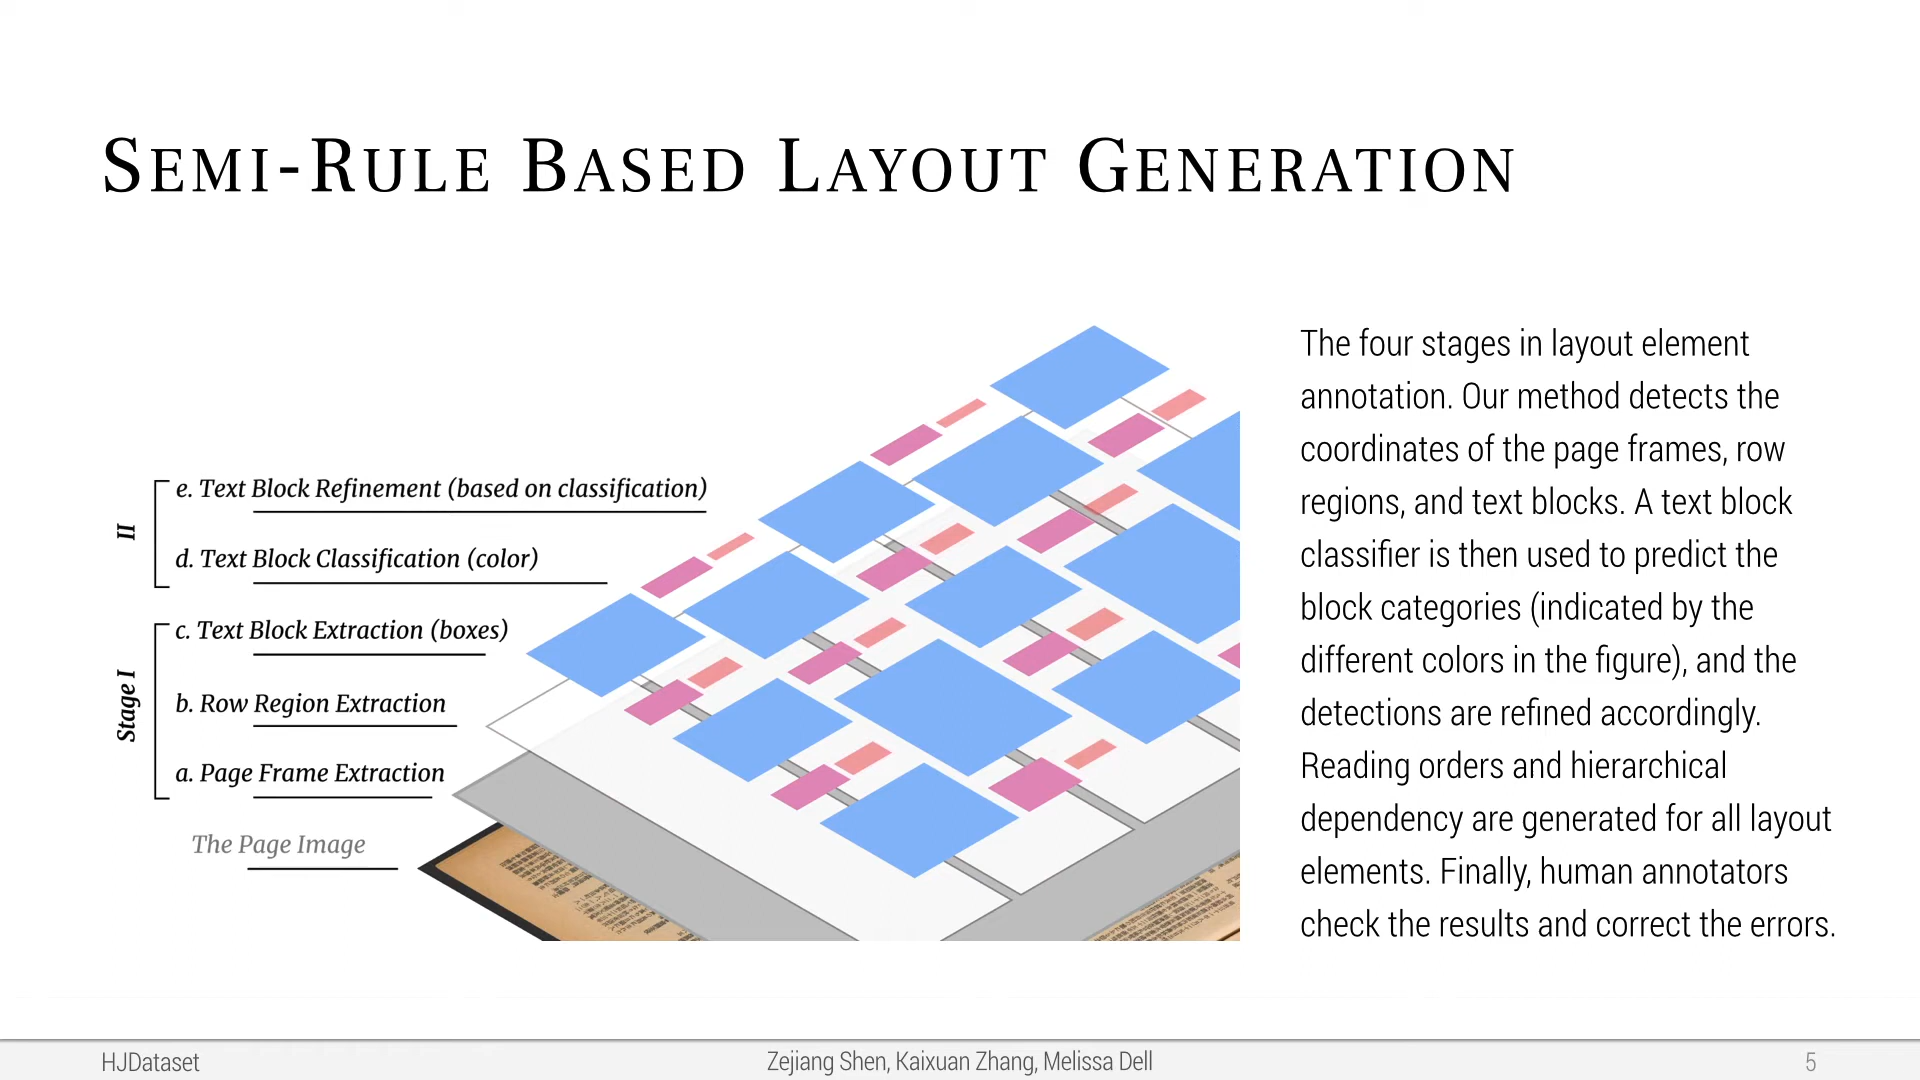 SEMI-RULE BASED LAYOUT GENERATION
II
e. Text Block Refinement (based on classification)
d. Text Block Classification (color)
Stage I
c. Text Block Extraction (boxes)
b. Row Region Extraction
a. Page Frame Extraction
The Page Image
The four stages in layout element
annotation. Our method detects the
coordinates of the page frames, row
regions, and text blocks. A text block
classifier is then used to predict the
block categories (indicated by the
different colors in the figure), and the
detections are refined accordingly.
Reading orders and hierarchical
dependency are generated for all layout
elements. Finally, human annotators
check the results and correct the errors.
HJDataset
Zejiang Shen, Kaixuan Zhang, Melissa Dell
5